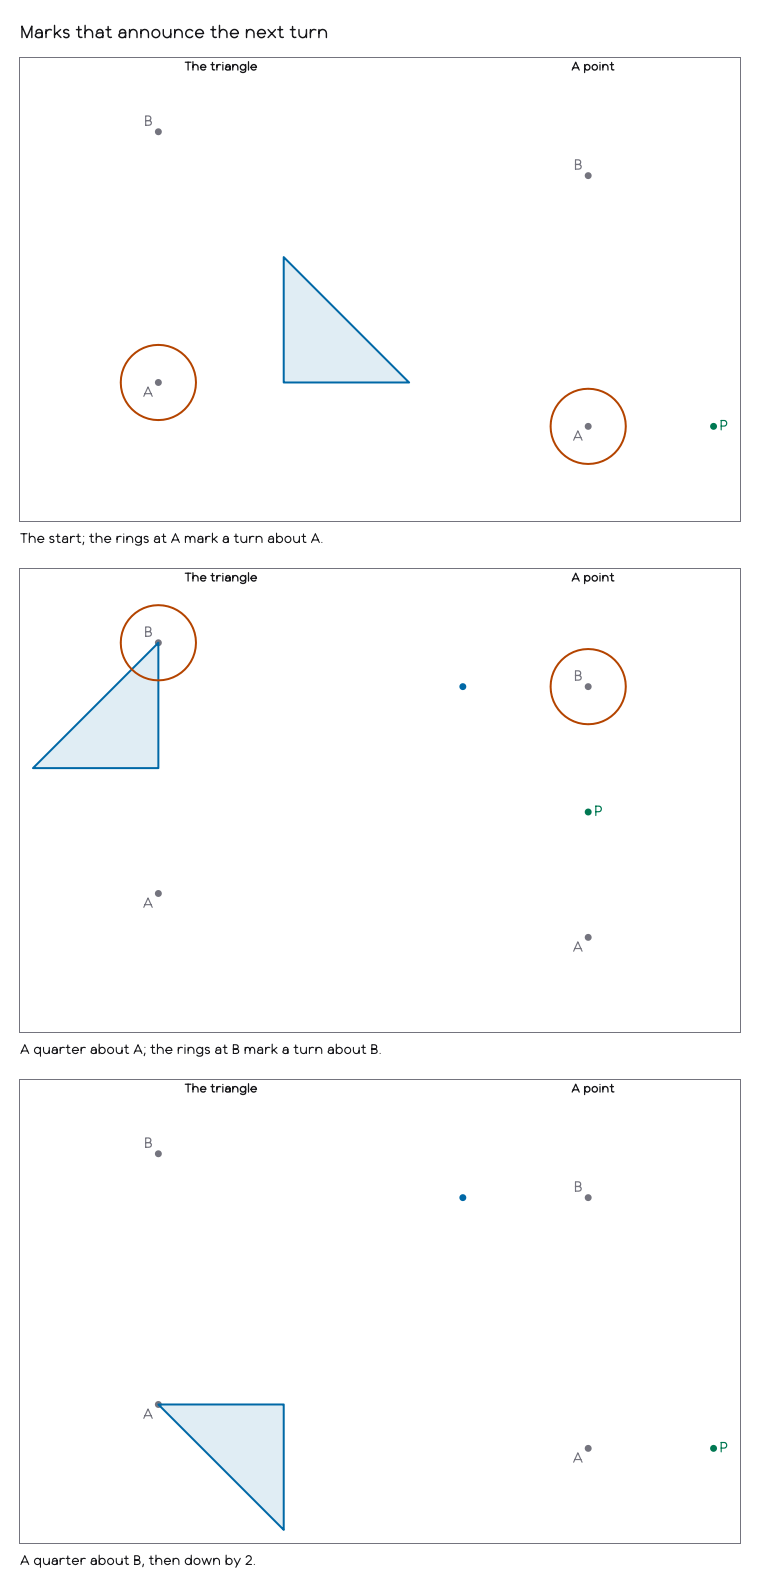 Marks that announce the next turn
The triangle A point
B
B
A
A
P
The start; the rings at A mark a turn about A.
The triangle A point
B
B
P
A
A
A quarter about A; the rings at B mark a turn about B.
The triangle A point
B
B
A
P
A
A quarter about B, then down by 2.